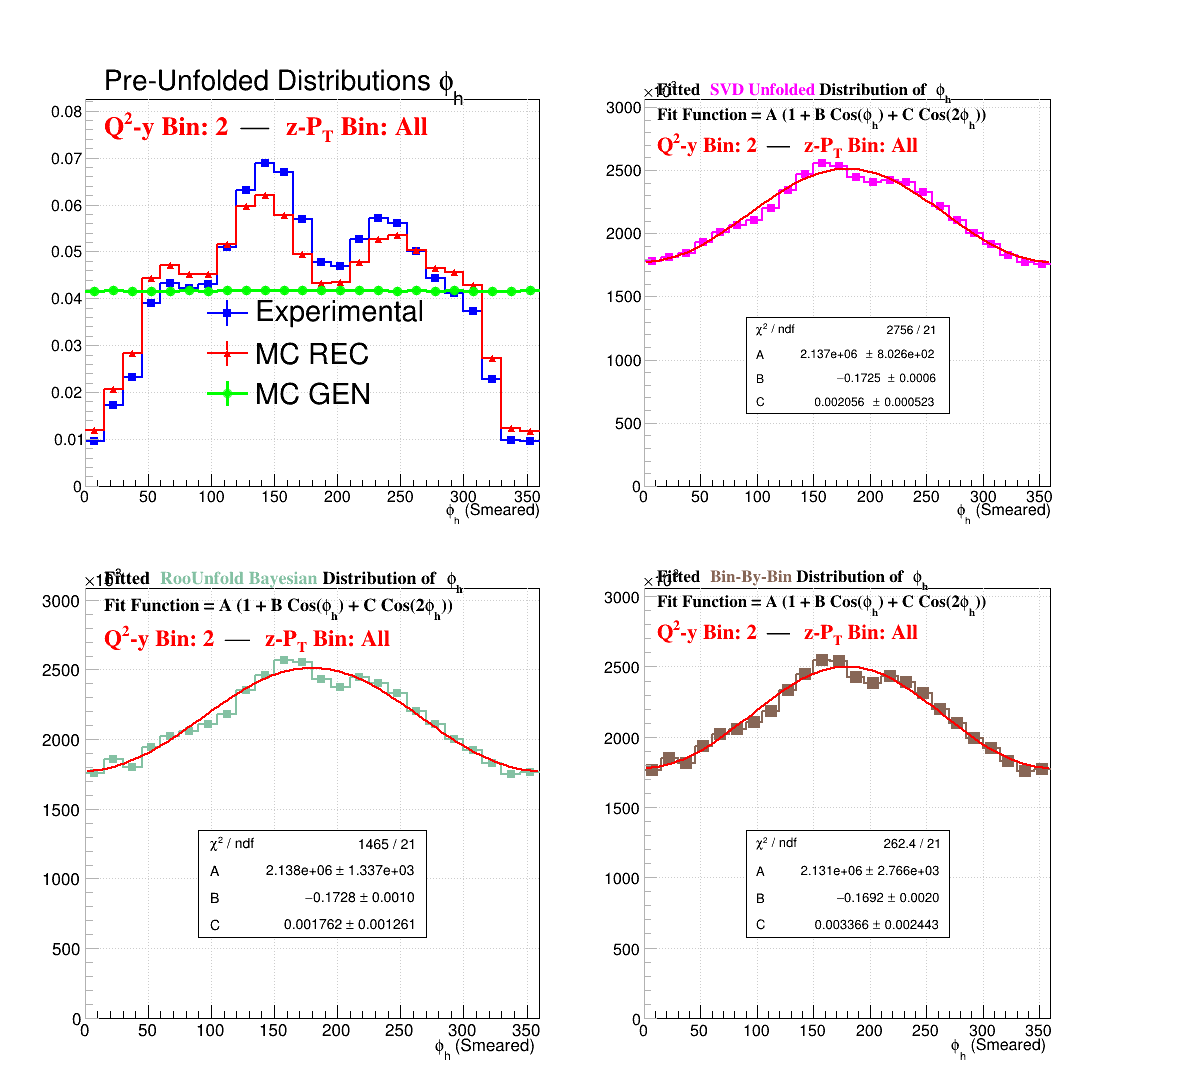 Pre-Unfolded Distributions ϕh
Q²-y Bin: 2 — z-PT Bin: All
0.08
0.07
0.06
0.05
0.04
0.03
0.02
0.01
0
Experimental
MC REC
MC GEN
0 50 100 150 200 250 300 350
ϕh (Smeared)
Fitted SVD Unfolded Distribution of ϕh
Fit Function = A (1 + B Cos(ϕh) + C Cos(2ϕh))
Q²-y Bin: 2 — z-PT Bin: All
3000
2500
2000
1500
1000
500
0
χ² / ndf 2756 / 21
A 2.137e+06 ± 8.026e+02
B −0.1725 ± 0.0006
C 0.002056 ± 0.000523
0 50 100 150 200 250 300 350
ϕh (Smeared)
×10³
Fitted RooUnfold Bayesian Distribution of ϕh
Fit Function = A (1 + B Cos(ϕh) + C Cos(2ϕh))
Q²-y Bin: 2 — z-PT Bin: All
3000
2500
2000
1500
1000
500
0
χ² / ndf 1465 / 21
A 2.138e+06 ± 1.337e+03
B −0.1728 ± 0.0010
C 0.001762 ± 0.001261
0 50 100 150 200 250 300 350
ϕh (Smeared)
Fitted Bin-By-Bin Distribution of ϕh
Fit Function = A (1 + B Cos(ϕh) + C Cos(2ϕh))
Q²-y Bin: 2 — z-PT Bin: All
3000
2500
2000
1500
1000
500
0
χ² / ndf 262.4 / 21
A 2.131e+06 ± 2.766e+03
B −0.1692 ± 0.0020
C 0.003366 ± 0.002443
0 50 100 150 200 250 300 350
ϕh (Smeared)